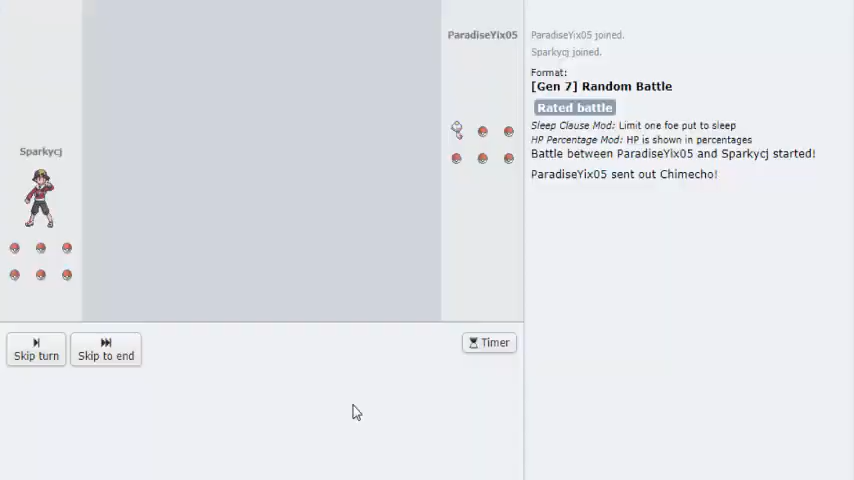 ParadiseYix05
Sparkycj
Skip turn
Skip to end
Timer
ParadiseYix05 joined.
Sparkycj joined.
Format:
[Gen 7] Random Battle
Rated battle
Sleep Clause Mod: Limit one foe put to sleep
HP Percentage Mod: HP is shown in percentages
Battle between ParadiseYix05 and Sparkycj started!
ParadiseYix05 sent out Chimecho!